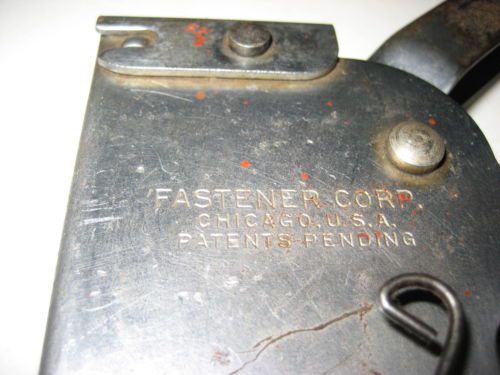 FASTENER CORP.
CHICAGO, U.S.A.
PATENTS PENDING